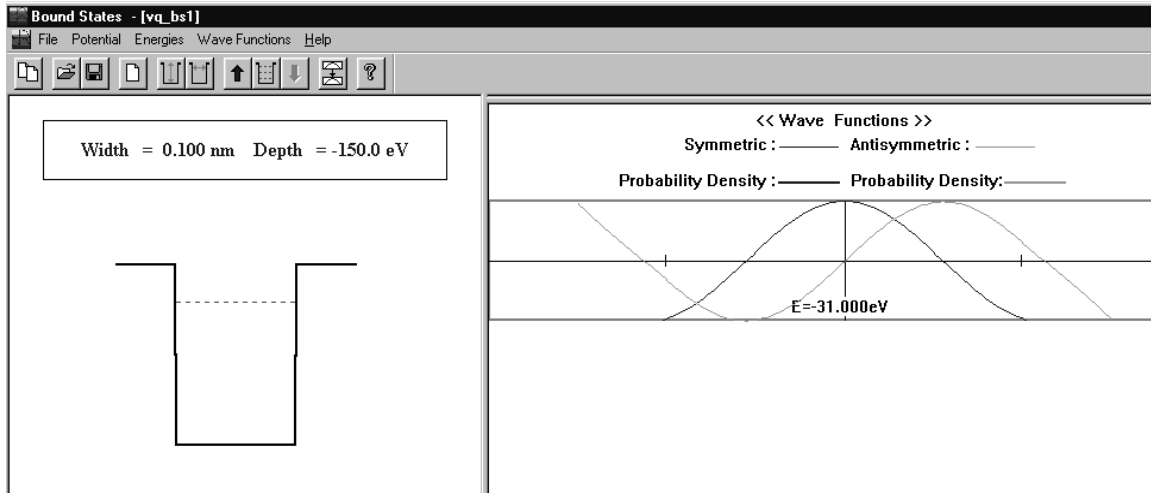 Bound States - [vq_bs1]
File Potential Energies Wave Functions Help
?
Width = 0.100 nm Depth = -150.0 eV
<< Wave Functions >>
Symmetric : Antisymmetric :
Probability Density : Probability Density:
E=-31.000eV